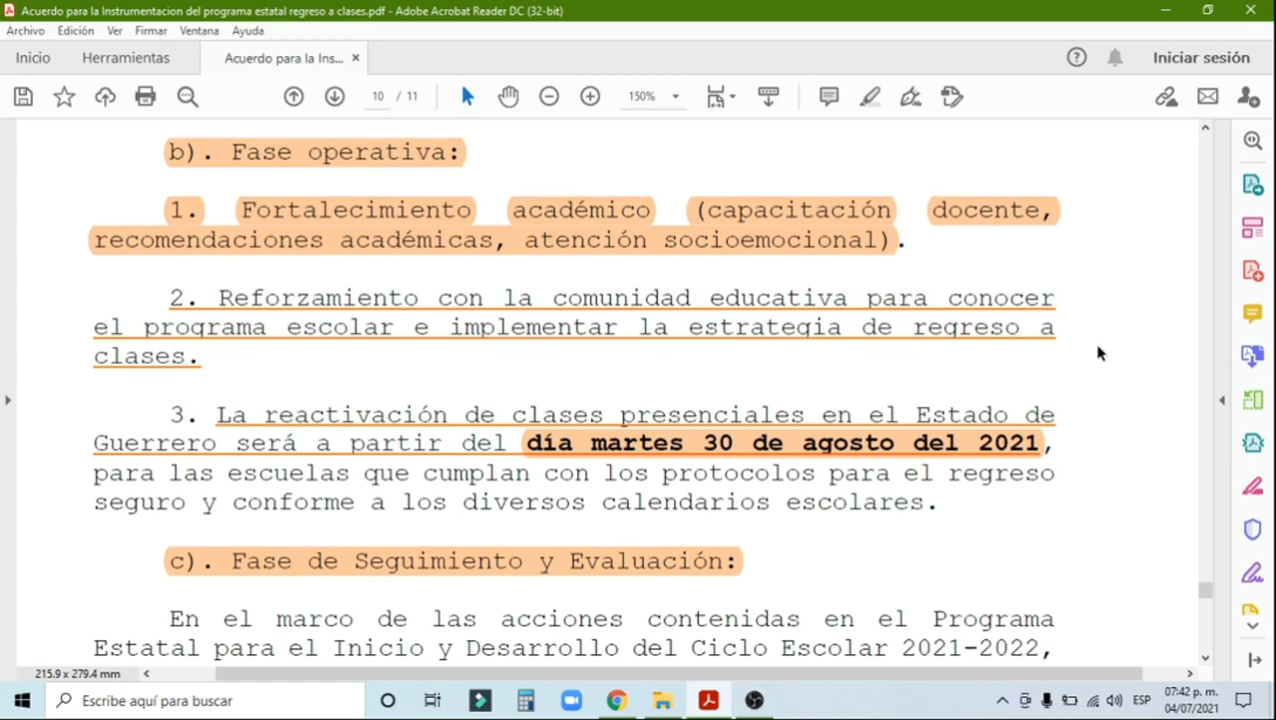 Acuerdo para la Instrumentacion del programa estatal regreso a clases.pdf - Adobe Acrobat Reader DC (32-bit)
Archivo Edición Ver Firmar Ventana Ayuda
Inicio Herramientas Acuerdo para la Ins... × Iniciar sesión
10 / 11 150%
b). Fase operativa:
1. Fortalecimiento académico (capacitación docente,
recomendaciones académicas, atención socioemocional).
2. Reforzamiento con la comunidad educativa para conocer
el programa escolar e implementar la estrategia de regreso a
clases.
3. La reactivación de clases presenciales en el Estado de
Guerrero será a partir del día martes 30 de agosto del 2021,
para las escuelas que cumplan con los protocolos para el regreso
seguro y conforme a los diversos calendarios escolares.
c). Fase de Seguimiento y Evaluación:
En el marco de las acciones contenidas en el Programa
Estatal para el Inicio y Desarrollo del Ciclo Escolar 2021-2022,
215.9 x 279.4 mm
Escribe aquí para buscar
ESP
07:42 p. m.
04/07/2021